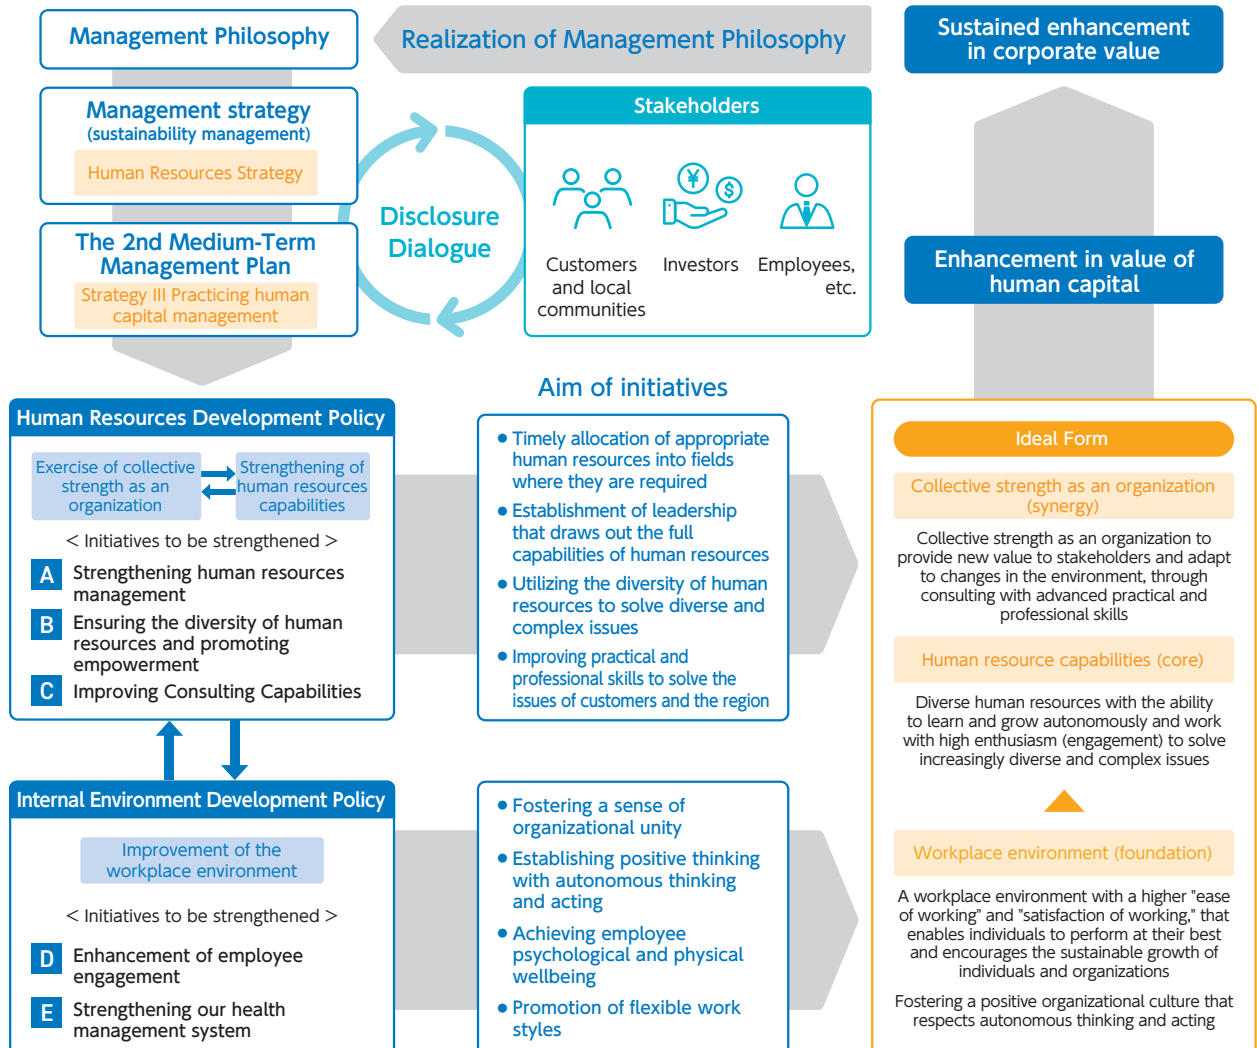 Management Philosophy
Realization of Management Philosophy
Sustained enhancement
in corporate value
Management strategy
(sustainability management)
Human Resources Strategy
The 2nd Medium-Term
Management Plan
Strategy III Practicing human
capital management
Disclosure
Dialogue
Stakeholders
¥
$
Customers
and local
communities
Investors
Employees,
etc.
Enhancement in value of
human capital
Human Resources Development Policy
Exercise of collective
strength as an
organization
Strengthening of
human resources
capabilities
< Initiatives to be strengthened >
A Strengthening human resources
management
B Ensuring the diversity of human
resources and promoting
empowerment
C Improving Consulting Capabilities
Internal Environment Development Policy
Improvement of the
workplace environment
< Initiatives to be strengthened >
D Enhancement of employee
engagement
E Strengthening our health
management system
Aim of initiatives
• Timely allocation of appropriate
human resources into fields
where they are required
• Establishment of leadership
that draws out the full
capabilities of human resources
• Utilizing the diversity of human
resources to solve diverse and
complex issues
• Improving practical and
professional skills to solve the
issues of customers and the region
• Fostering a sense of
organizational unity
• Establishing positive thinking
with autonomous thinking
and acting
• Achieving employee
psychological and physical
wellbeing
• Promotion of flexible work
styles
Ideal Form
Collective strength as an organization
(synergy)
Collective strength as an organization to
provide new value to stakeholders and adapt
to changes in the environment, through
consulting with advanced practical and
professional skills
Human resource capabilities (core)
Diverse human resources with the ability
to learn and grow autonomously and work
with high enthusiasm (engagement) to solve
increasingly diverse and complex issues
Workplace environment (foundation)
A workplace environment with a higher "ease
of working" and "satisfaction of working," that
enables individuals to perform at their best
and encourages the sustainable growth of
individuals and organizations
Fostering a positive organizational culture that
respects autonomous thinking and acting